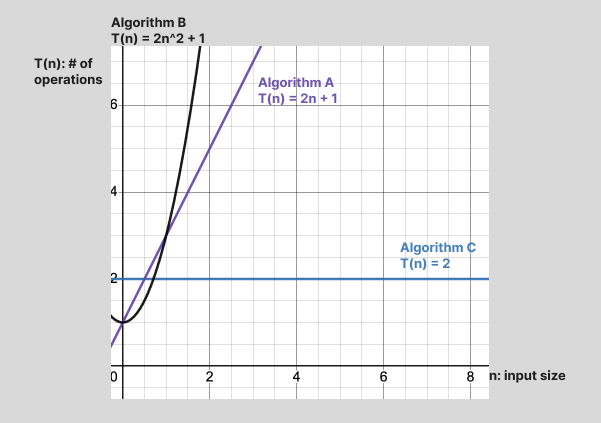 Algorithm B
T(n) = 2n^2 + 1
T(n): # of
operations
Algorithm A
T(n) = 2n + 1
6
4
Algorithm C
T(n) = 2
2
0 2 4 6 8
n: input size